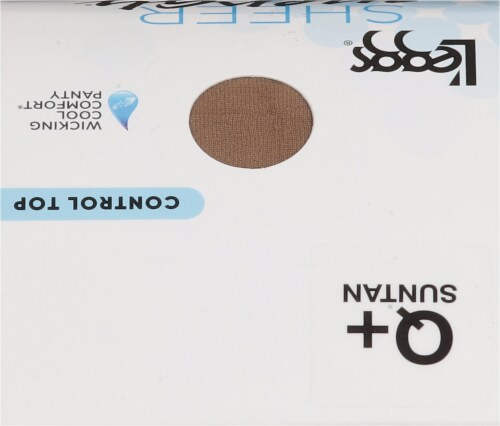 Q+
SUNTAN
CONTROL TOP
WICKING
COOL
COMFORT®
PANTY
L'eggs®
SHEER